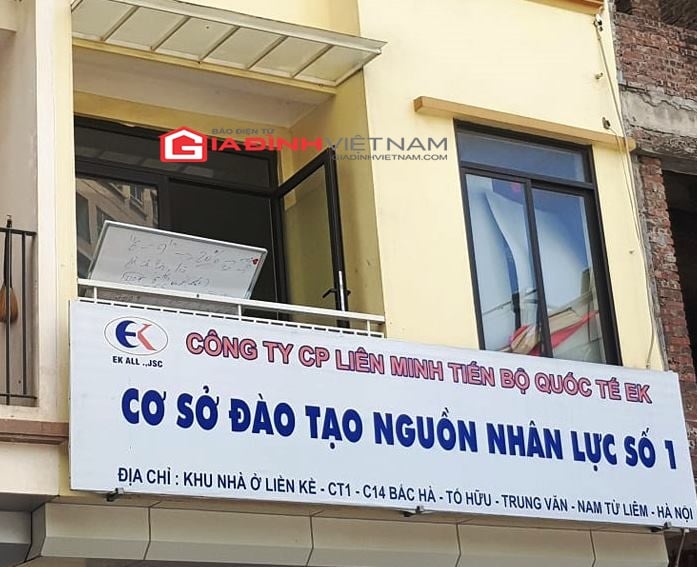 BÁO ĐIỆN TỬ
GIADÌNHVIỆTNAM
GIADINHVIETNAM.COM
EK
EK ALL .,JSC
CÔNG TY CP LIÊN MINH TIẾN BỘ QUỐC TẾ EK
CƠ SỞ ĐÀO TẠO NGUỒN NHÂN LỰC SỐ 1
ĐỊA CHỈ : KHU NHÀ Ở LIỀN KỀ - CT1 - C14 BẮC HÀ - TỐ HỮU - TRUNG VĂN - NAM TỪ LIÊM - HÀ NỘI